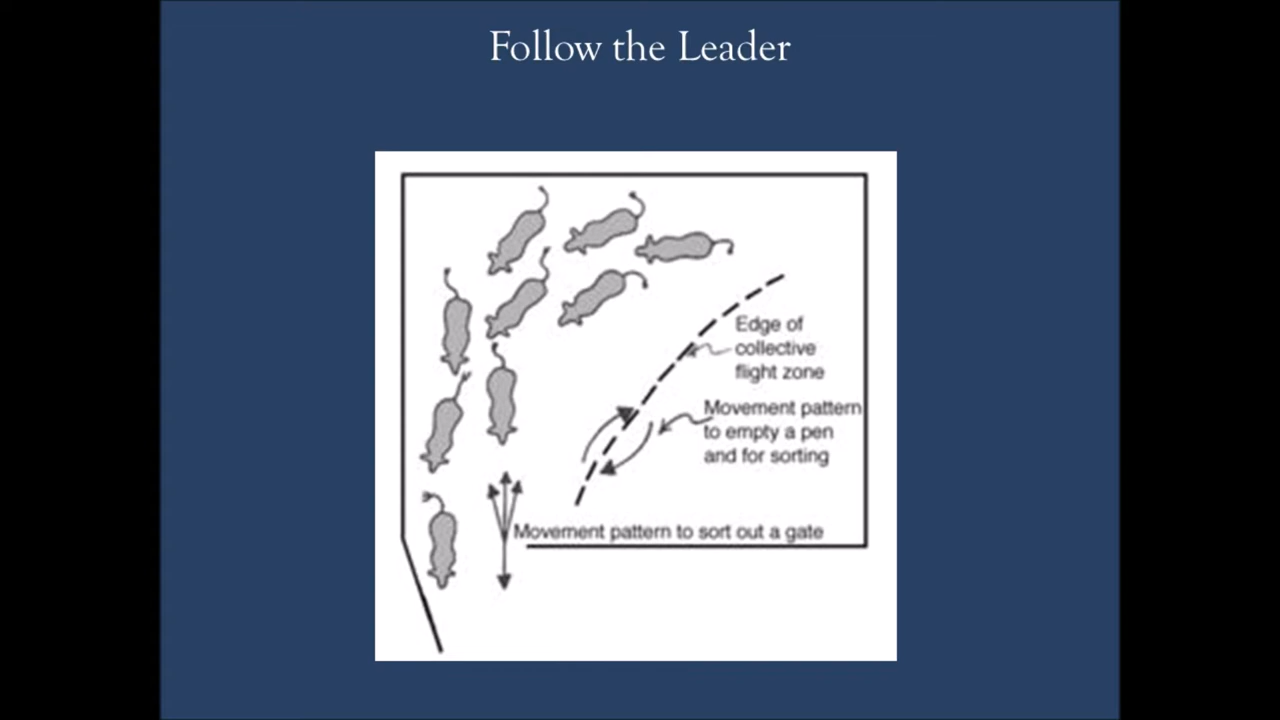 Follow the Leader
Edge of
collective
flight zone
Movement pattern
to empty a pen
and for sorting
Movement pattern to sort out a gate